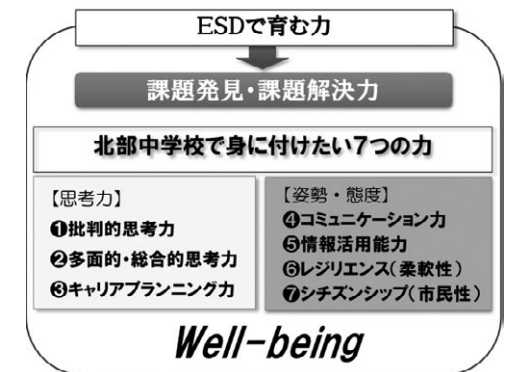 ESDで育む力
課題発見・課題解決力
北部中学校で身に付けたい7つの力
【思考力】
❶批判的思考力
❷多面的・総合的思考力
❸キャリアプランニング力
【姿勢・態度】
❹コミュニケーション力
❺情報活用能力
❻レジリエンス(柔軟性)
❼シチズンシップ(市民性)
Well-being